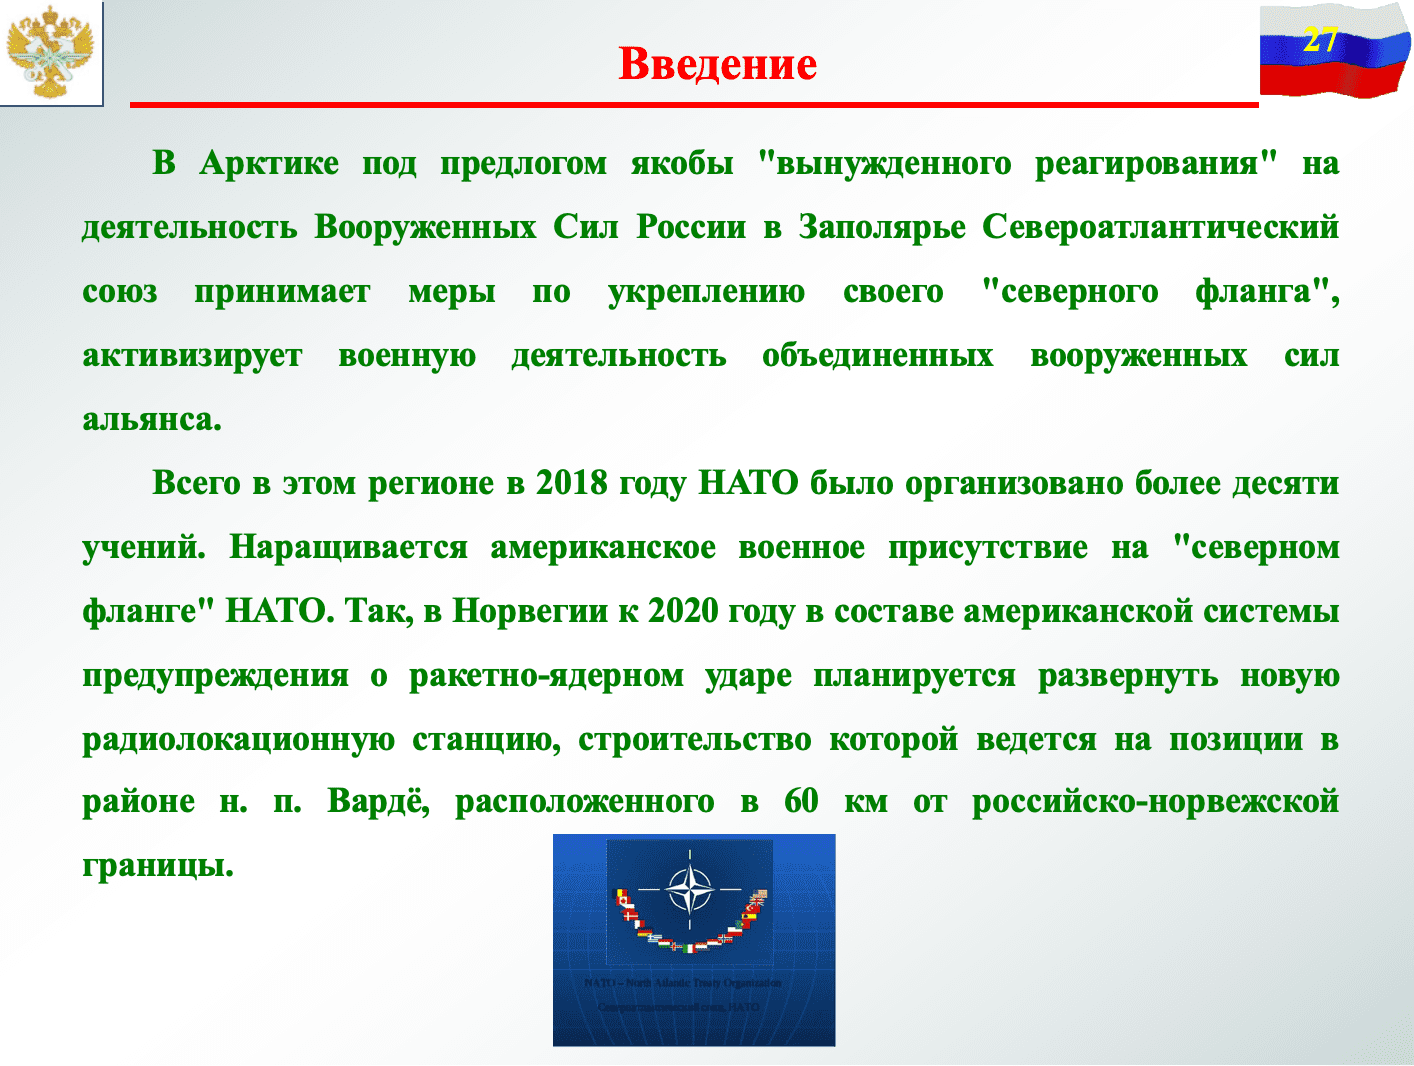 27
Введение
В Арктике под предлогом якобы "вынужденного реагирования" на
деятельность Вооруженных Сил России в Заполярье Североатлантический
союз принимает меры по укреплению своего "северного фланга",
активизирует военную деятельность объединенных вооруженных сил
альянса.
Всего в этом регионе в 2018 году НАТО было организовано более десяти
учений. Наращивается американское военное присутствие на "северном
фланге" НАТО. Так, в Норвегии к 2020 году в составе американской системы
предупреждения о ракетно-ядерном ударе планируется развернуть новую
радиолокационную станцию, строительство которой ведется на позиции в
районе н. п. Вардё, расположенного в 60 км от российско-норвежской
границы.
NATO – North Atlantic Treaty Organization
Североатлантический союз, НАТО